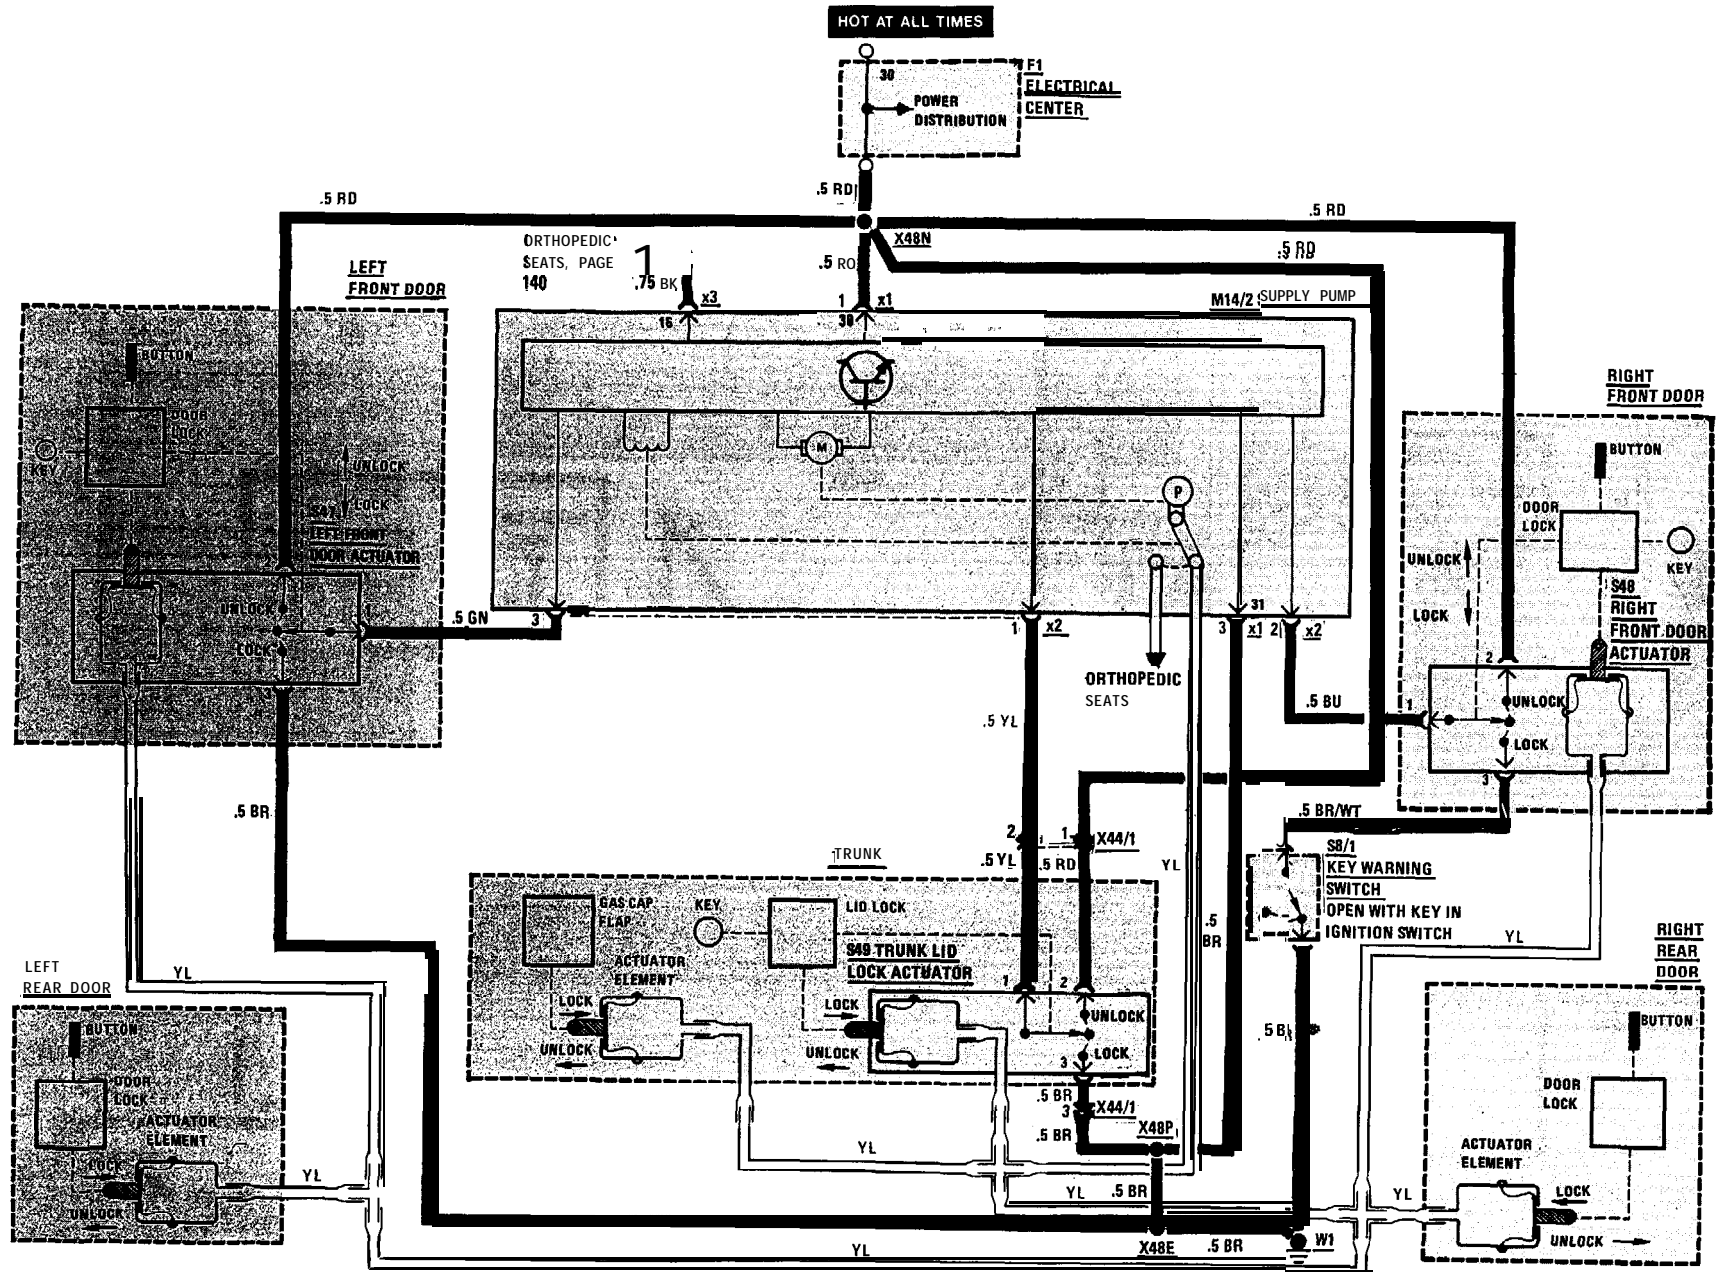 HOT AT ALL TIMES
30
F1
ELECTRICAL
CENTER
POWER
DISTRIBUTION
.5 RD
.5 RD
.5 RD
X48N
.5 RD
ORTHOPEDIC
SEATS, PAGE
140
1
.75 BK
x3
.5 RO
1
x1
M14/2
SUPPLY PUMP
16
30
LEFT
FRONT DOOR
BUTTON
DOOR
LOCK
KEY
UNLOCK
LOCK
S47
LEFT FRONT
DOOR ACTUATOR
UNLOCK
LOCK
1
3
.5 GN
3
M
P
1
x2
31
3
x1
2
x2
ORTHOPEDIC
SEATS
.5 BU
RIGHT
FRONT DOOR
BUTTON
DOOR
LOCK
KEY
UNLOCK
LOCK
S48
RIGHT
FRONT DOOR
ACTUATOR
2
1
UNLOCK
LOCK
3
.5 YL
.5 BR
.5 BR/WT
2
1
X44/1
.5 YL
.5 RD
YL
S8/1
KEY WARNING
SWITCH
OPEN WITH KEY IN
IGNITION SWITCH
TRUNK
GAS CAP
FLAP
KEY
LID LOCK
ACTUATOR
ELEMENT
S49 TRUNK LID
LOCK ACTUATOR
LOCK
UNLOCK
LOCK
UNLOCK
1
2
UNLOCK
LOCK
3
.5
BR
YL
YL
LEFT
REAR DOOR
BUTTON
DOOR
LOCK
ACTUATOR
ELEMENT
LOCK
UNLOCK
YL
RIGHT
REAR
DOOR
BUTTON
DOOR
LOCK
ACTUATOR
ELEMENT
LOCK
UNLOCK
YL
.5 BR
3
X44/1
.5 BR
X48P
YL
YL
.5 BR
X48E
.5 BR
W1
YL